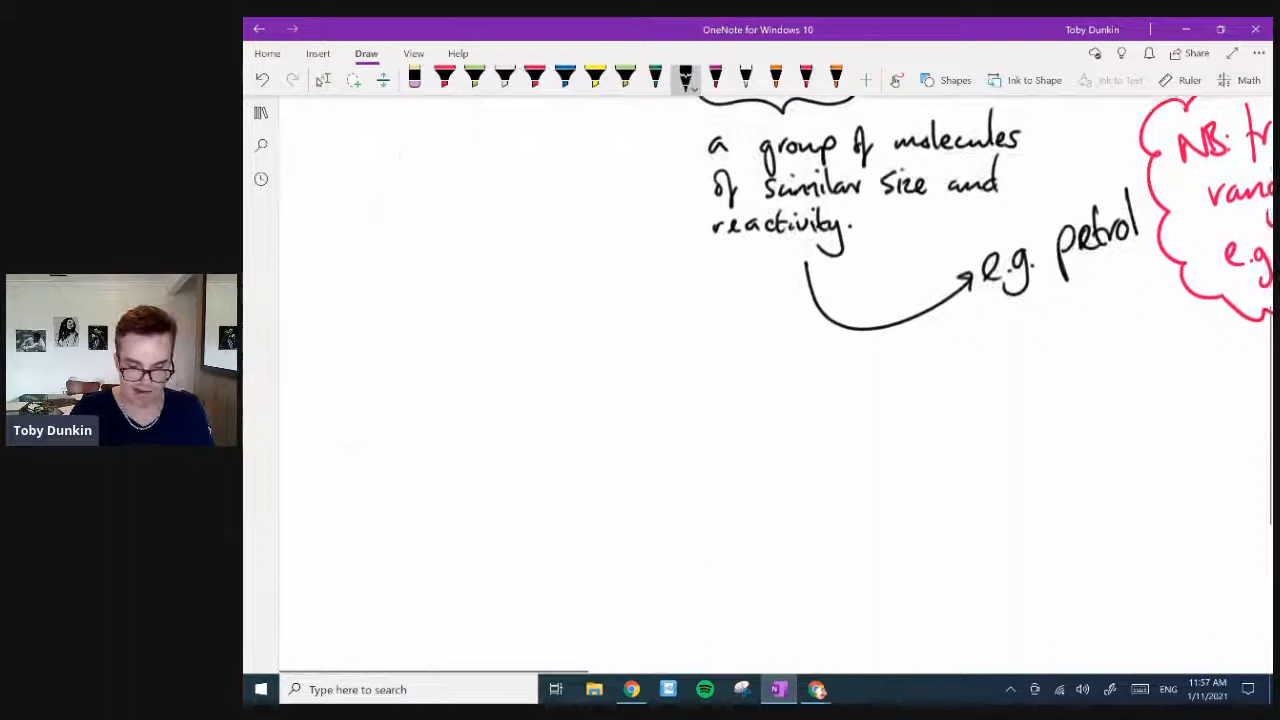 OneNote for Windows 10
Toby Dunkin
Home
Insert
Draw
View
Help
Share
Shapes
Ink to Shape
Ink to Text
Ruler
Math
a group of molecules
of similar size and
reactivity.
e.g. petrol
NB.
e.g
Toby Dunkin
Type here to search
ENG
11:57 AM
1/11/2021